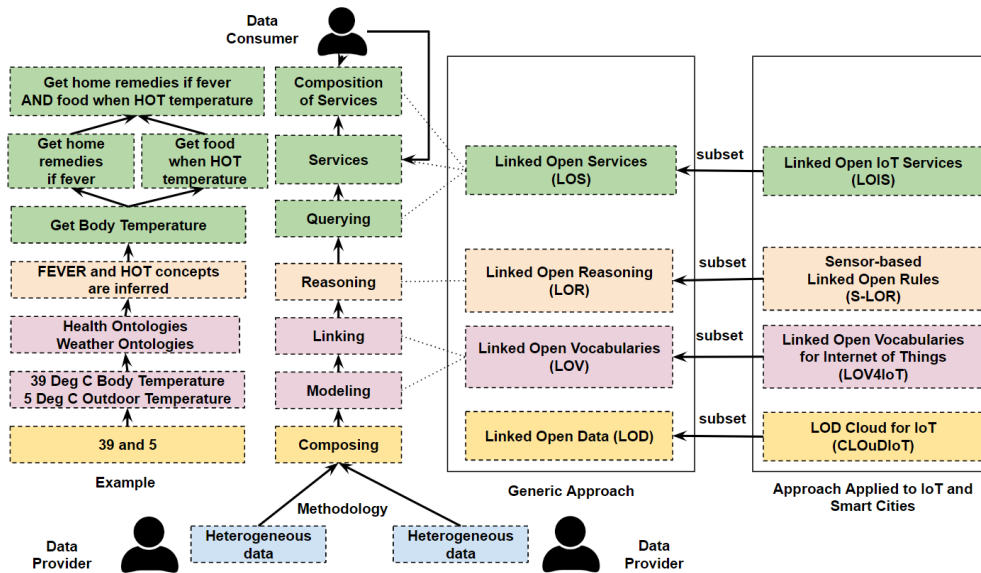 Data
Consumer
Get home remedies if fever
AND food when HOT temperature
Get home
remedies
if fever
Get food
when HOT
temperature
Get Body Temperature
FEVER and HOT concepts
are inferred
Health Ontologies
Weather Ontologies
39 Deg C Body Temperature
5 Deg C Outdoor Temperature
39 and 5
Example
Composition
of Services
Services
Querying
Reasoning
Linking
Modeling
Composing
Methodology
Heterogeneous
data
Heterogeneous
data
Data
Provider
Data
Provider
Linked Open Services
(LOS)
Linked Open Reasoning
(LOR)
Linked Open Vocabularies
(LOV)
Linked Open Data (LOD)
Generic Approach
subset
subset
subset
subset
Linked Open IoT Services
(LOIS)
Sensor-based
Linked Open Rules
(S-LOR)
Linked Open Vocabularies
for Internet of Things
(LOV4IoT)
LOD Cloud for IoT
(CLOuDIoT)
Approach Applied to IoT and
Smart Cities